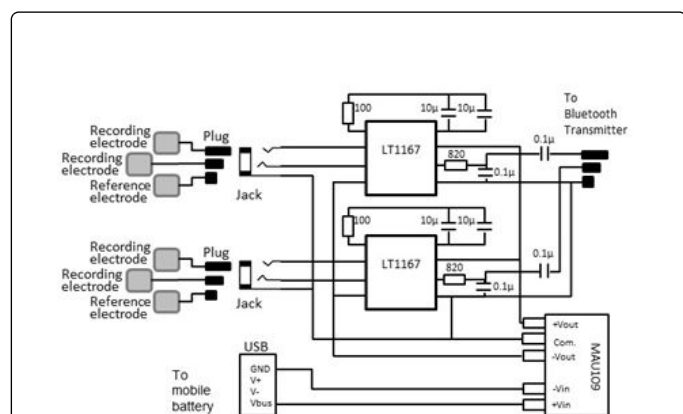 100
10µ
10µ
To
Bluetooth
Transmitter
Recording
electrode
Plug
Recording
electrode
Reference
electrode
Jack
LT1167
820
0.1µ
0.1µ
100
10µ
10µ
Recording
electrode
Plug
Recording
electrode
Reference
electrode
Jack
LT1167
820
0.1µ
0.1µ
+Vout
Com.
-Vout
-Vin
+Vin
MAU109
USB
GND
V+
V-
Vbus
To
mobile
battery